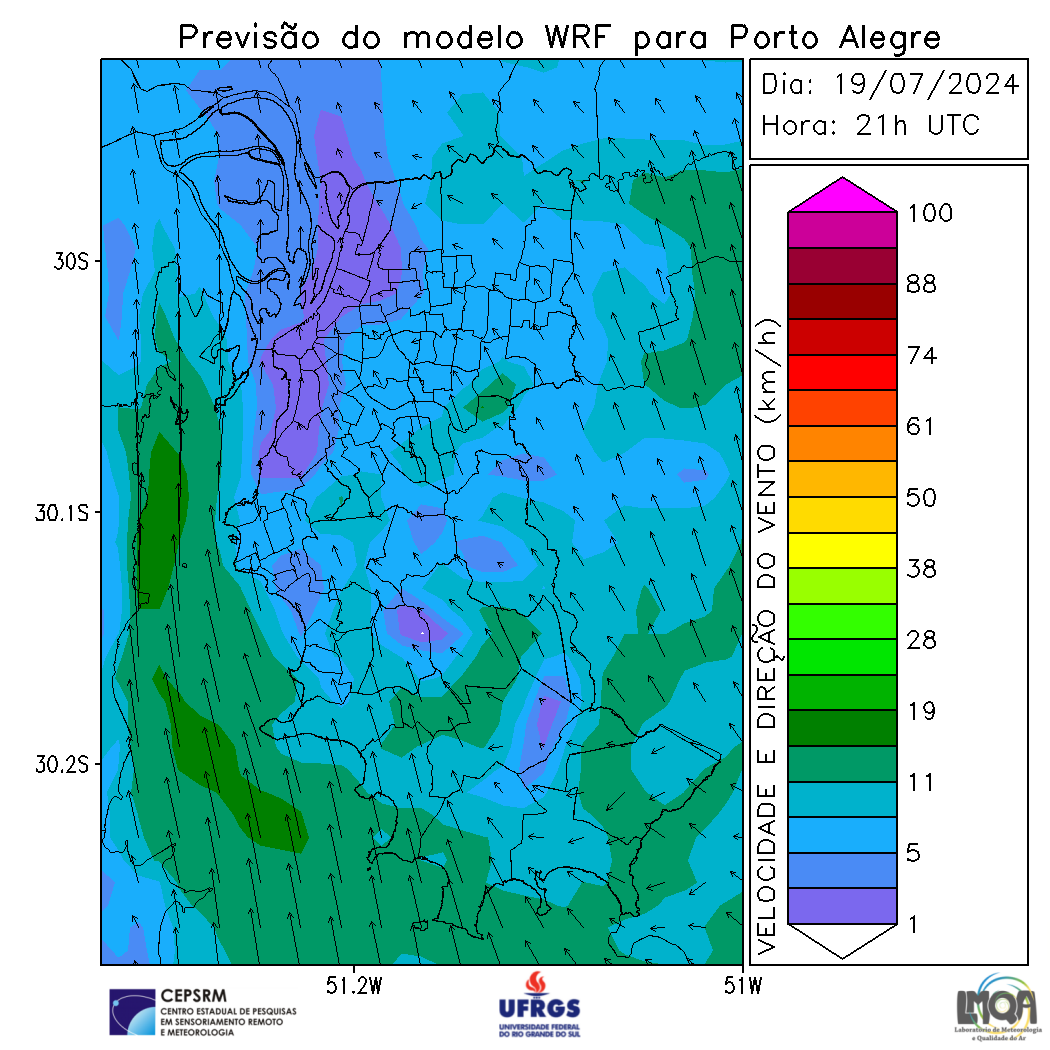 Previsão do modelo WRF para Porto Alegre
Dia: 19/07/2024
Hora: 21h UTC
100
88
74
61
50
38
28
19
11
5
1
VELOCIDADE E DIREÇÃO DO VENTO (km/h)
30S
30.1S
30.2S
51.2W
51W
CEPSRM
CENTRO ESTADUAL DE PESQUISAS
EM SENSORIAMENTO REMOTO
E METEOROLOGIA
UFRGS
UNIVERSIDADE FEDERAL
DO RIO GRANDE DO SUL
LMQA
Laboratório de Meteorologia
e Qualidade do Ar